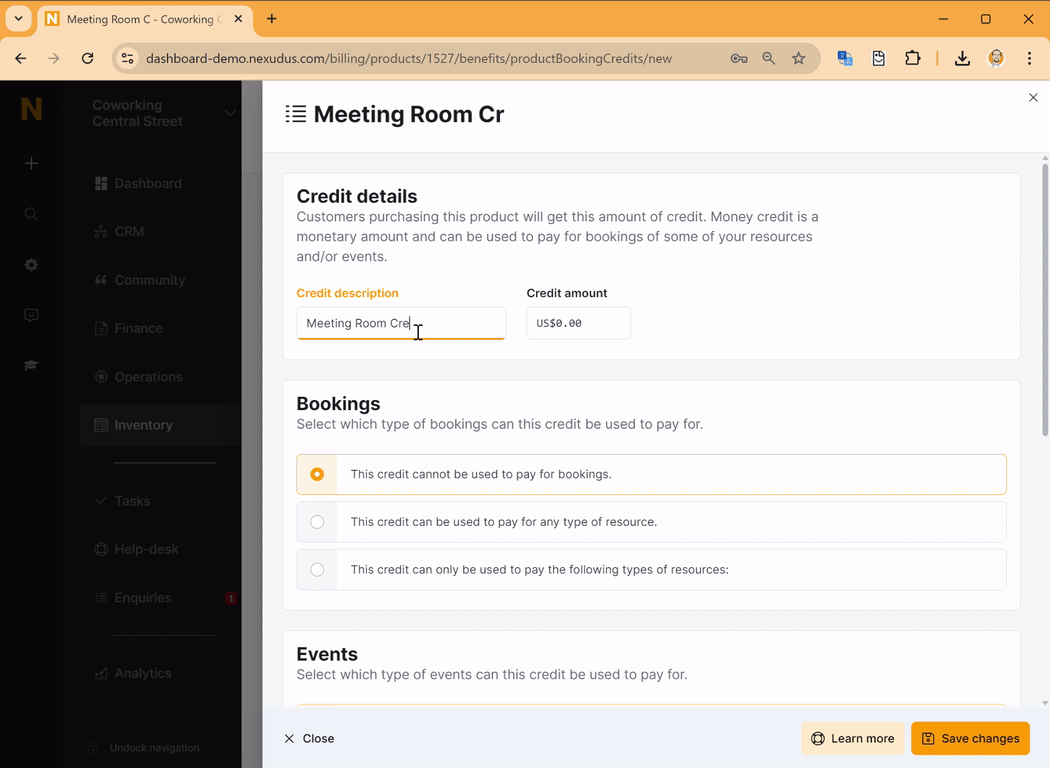 Meeting Room C - Coworking C
dashboard-demo.nexudus.com/billing/products/1527/benefits/productBookingCredits/new
N
Coworking
Central Street
Dashboard
CRM
Community
Finance
Operations
Inventory
Tasks
Help-desk
Enquiries
1
Analytics
Undock navigation
Meeting Room Cr
Credit details
Customers purchasing this product will get this amount of credit. Money credit is a
monetary amount and can be used to pay for bookings of some of your resources
and/or events.
Credit description
Credit amount
Meeting Room Cre
US$0.00
Bookings
Select which type of bookings can this credit be used to pay for.
This credit cannot be used to pay for bookings.
This credit can be used to pay for any type of resource.
This credit can only be used to pay the following types of resources:
Events
Select which type of events can this credit be used to pay for.
Close
Learn more
Save changes